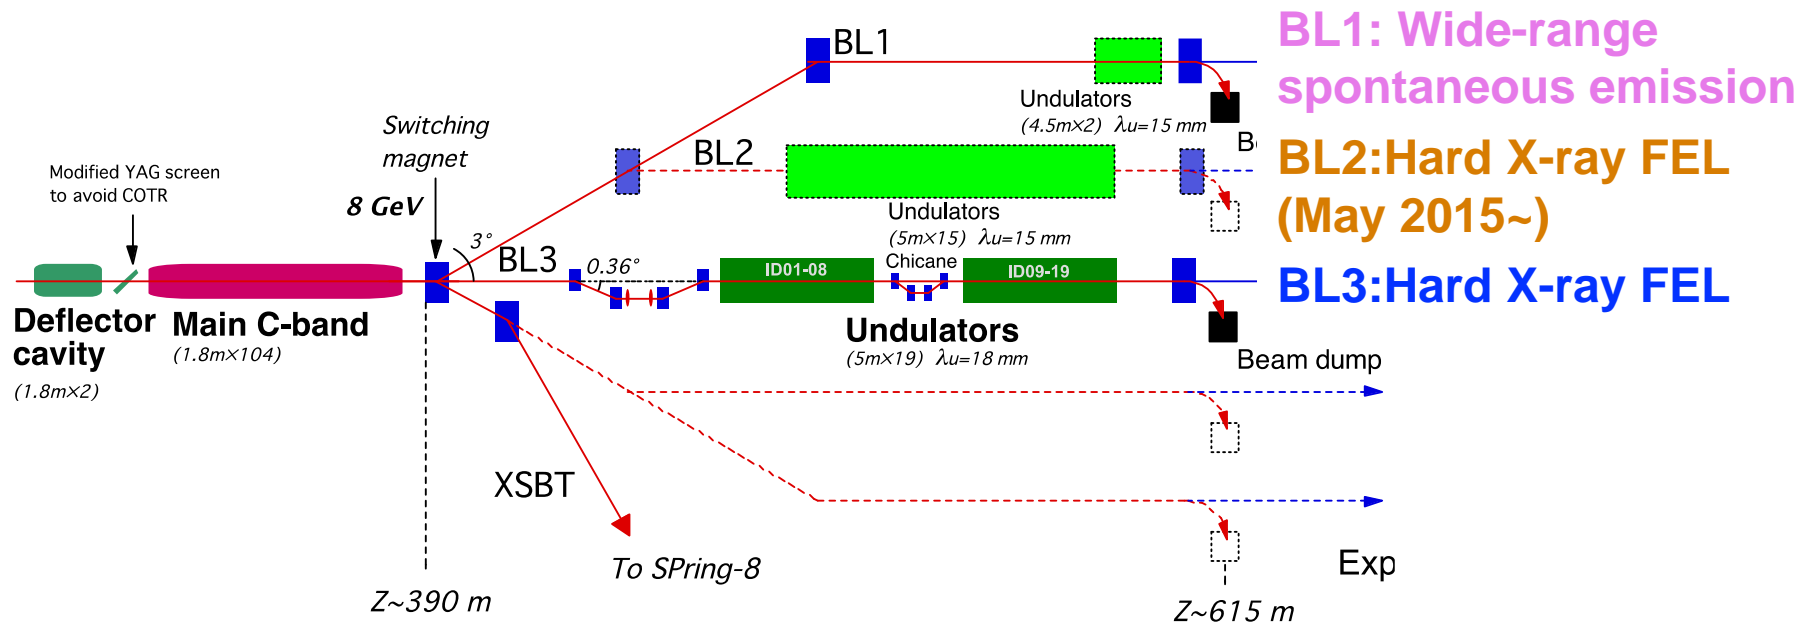 BL1
BL1: Wide-range
spontaneous emission
Undulators
(4.5m×2) λu=15 mm
Switching
magnet
8 GeV
Modified YAG screen
to avoid COTR
BL2
BL2:Hard X-ray FEL
(May 2015~)
Undulators
(5m×15) λu=15 mm
3°
BL3
0.36°
Chicane
ID01-08
ID09-19
BL3:Hard X-ray FEL
Deflector
cavity
(1.8m×2)
Main C-band
(1.8m×104)
Undulators
(5m×19) λu=18 mm
Beam dump
XSBT
To SPring-8
Exp
Z~390 m
Z~615 m